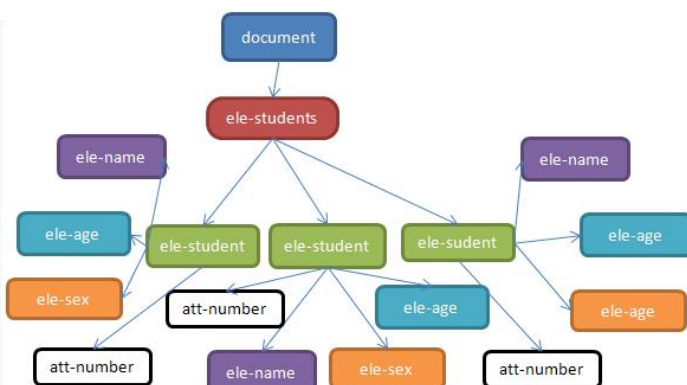 document
ele-students
ele-name
ele-name
ele-age
ele-student
ele-student
ele-sudent
ele-age
ele-sex
att-number
ele-age
ele-age
att-number
ele-name
ele-sex
att-number